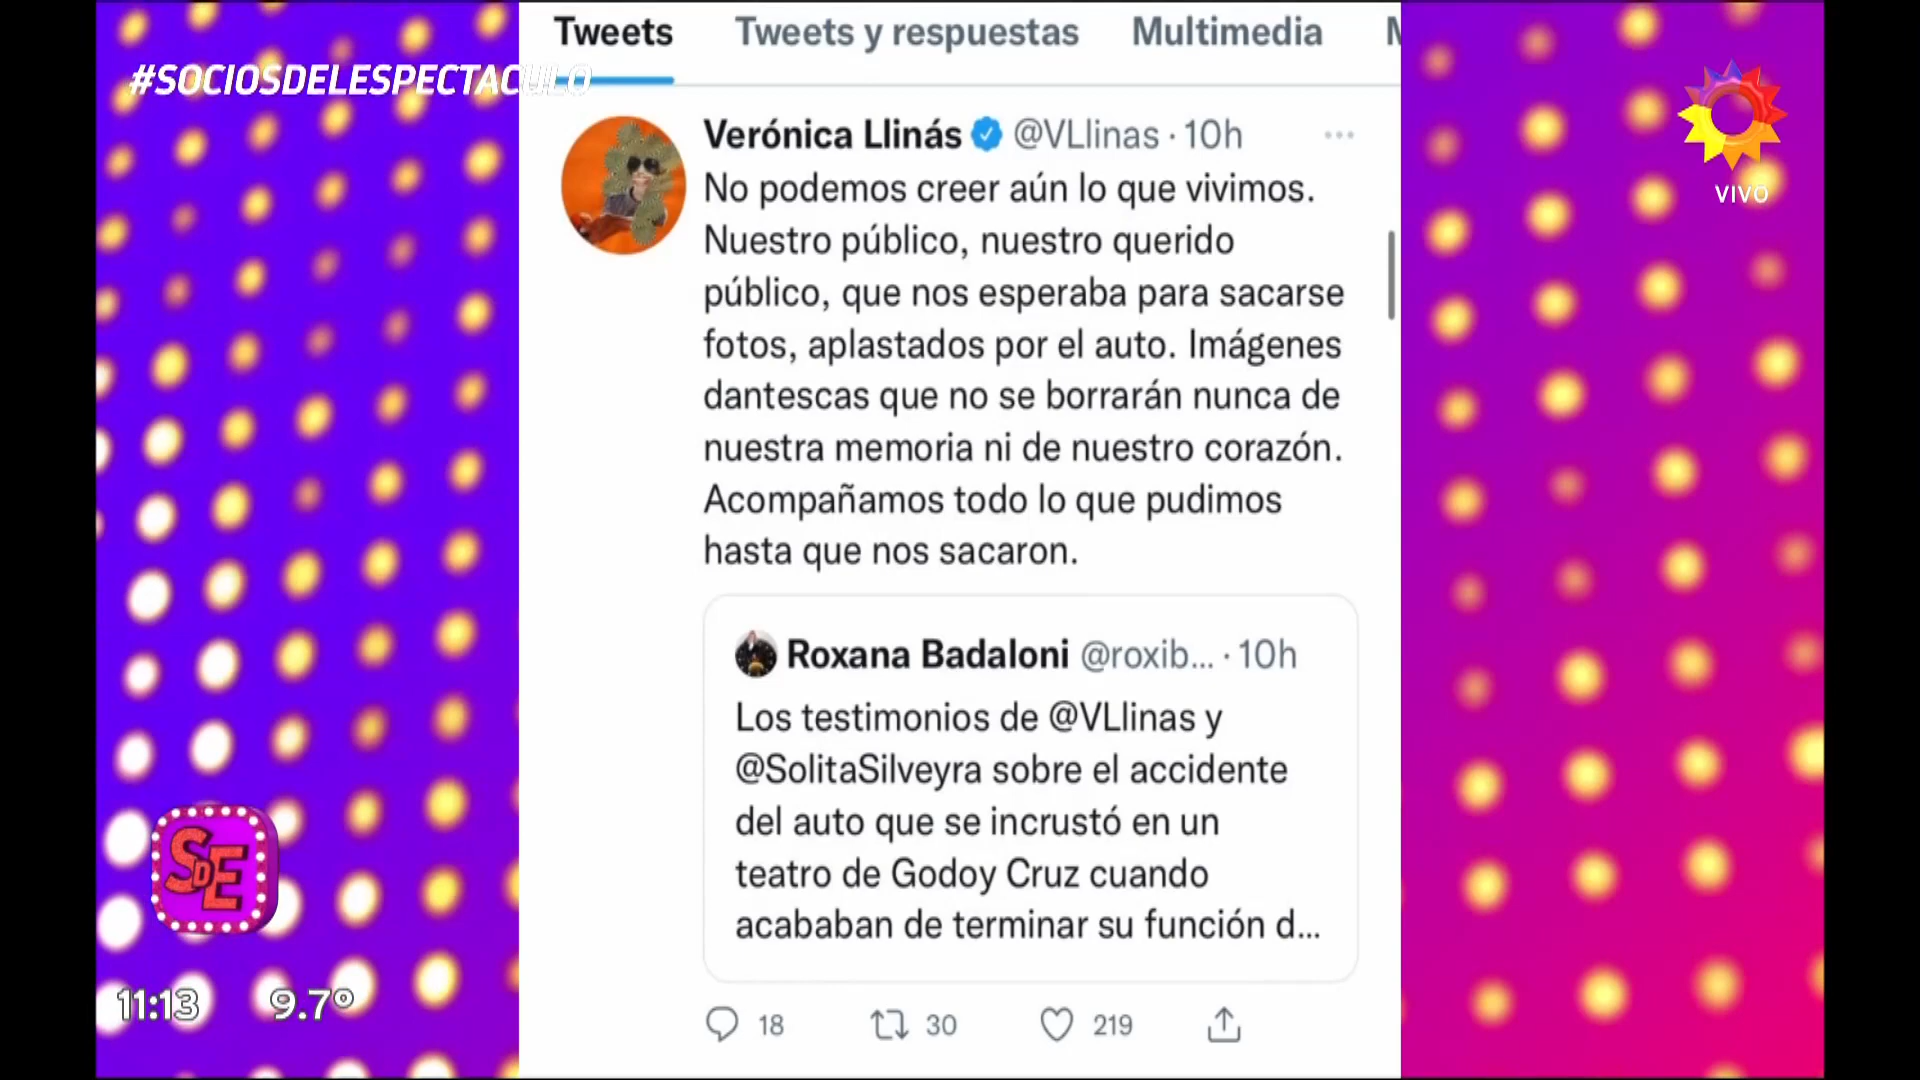 Tweets Tweets y respuestas Multimedia
#SOCIOSDELESPECTACULO
Verónica Llinás @VLlinas · 10h
No podemos creer aún lo que vivimos.
Nuestro público, nuestro querido
público, que nos esperaba para sacarse
fotos, aplastados por el auto. Imágenes
dantescas que no se borrarán nunca de
nuestra memoria ni de nuestro corazón.
Acompañamos todo lo que pudimos
hasta que nos sacaron.
Roxana Badaloni @roxib... · 10h
Los testimonios de @VLlinas y
@SolitaSilveyra sobre el accidente
del auto que se incrustó en un
teatro de Godoy Cruz cuando
acababan de terminar su función d...
18 30 219
VIVO
SDE
11:13 9.7°